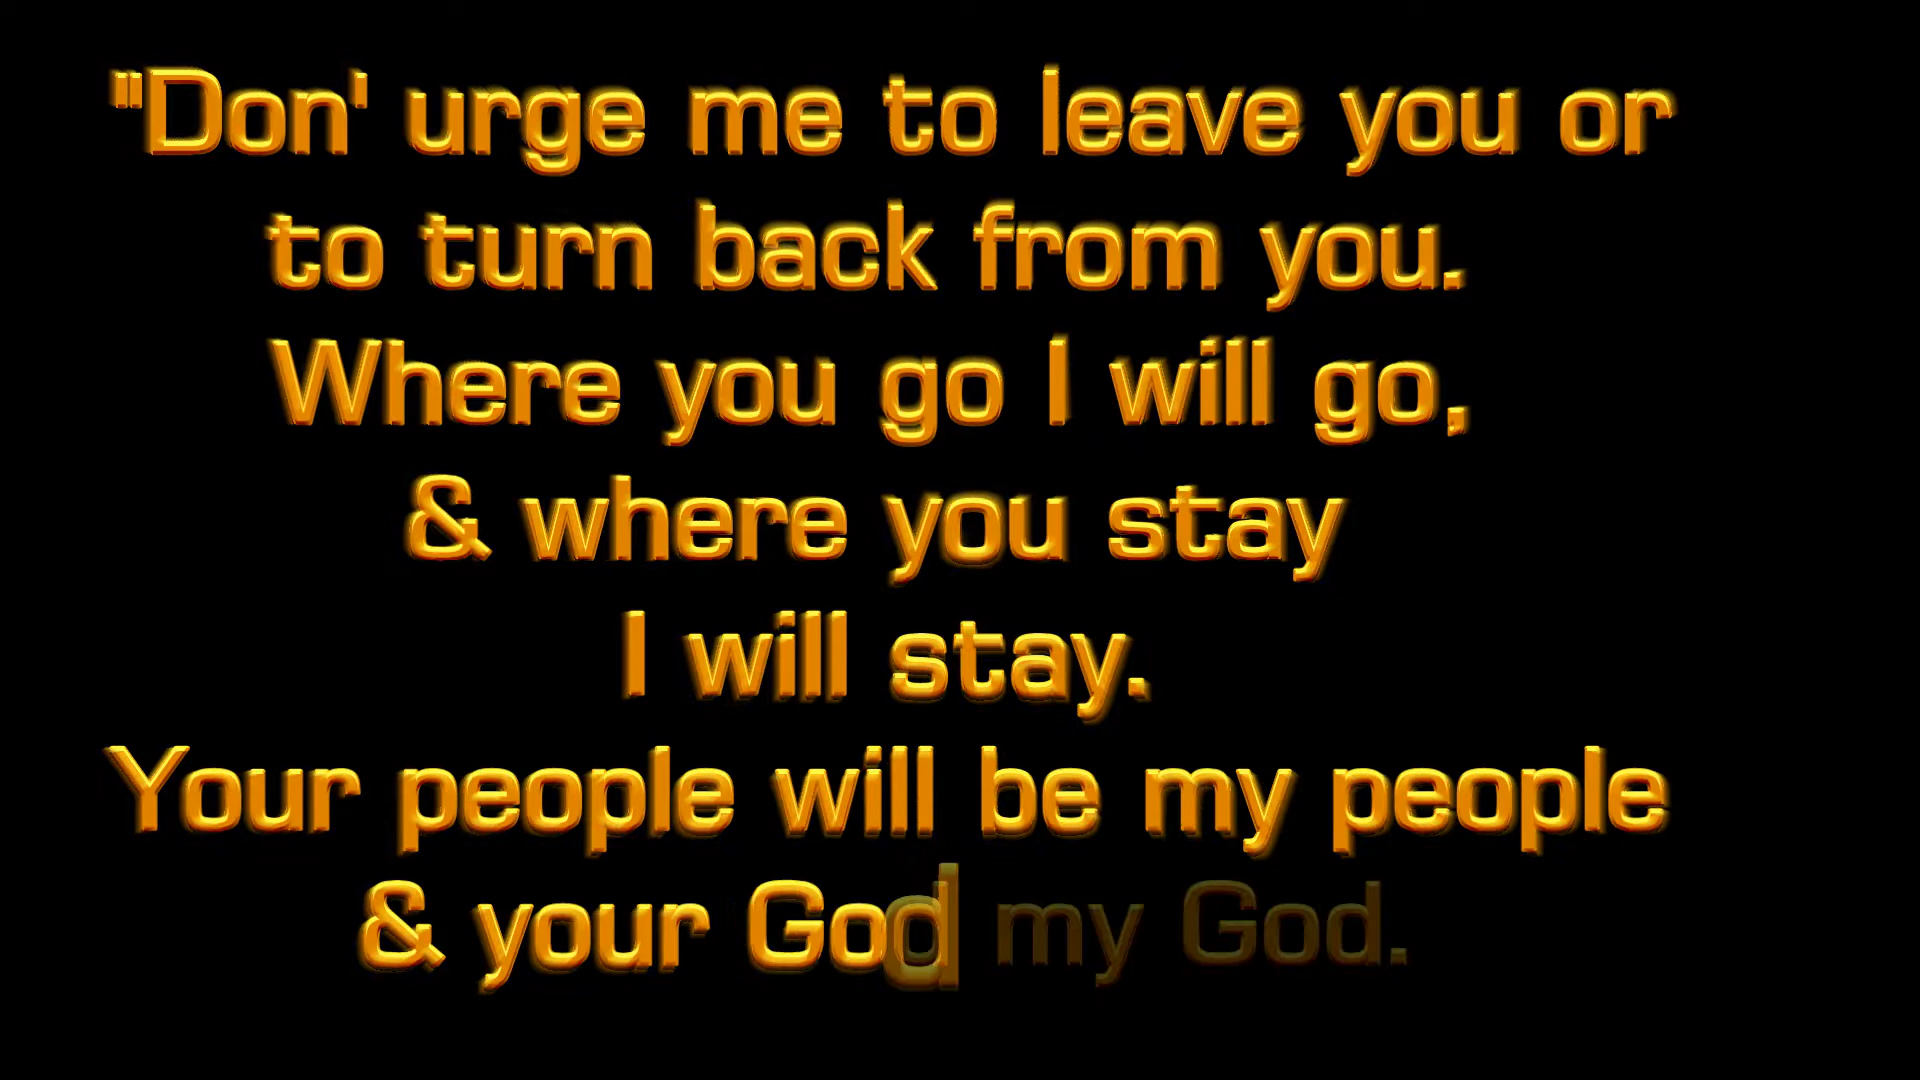 "Don' urge me to leave you or
to turn back from you.
Where you go I will go,
& where you stay
I will stay.
Your people will be my people
& your God my God.